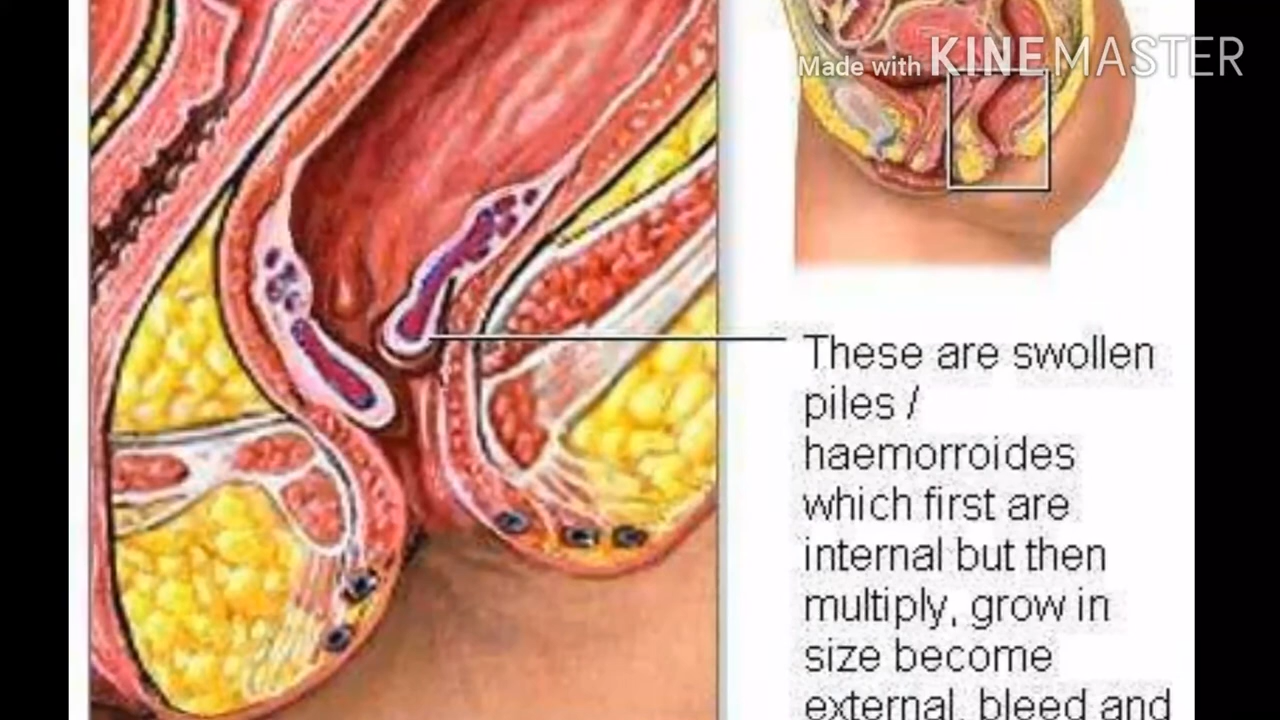 Made with KINEMASTER
These are swollen
piles /
haemorroides
which first are
internal but then
multiply, grow in
size become
external, bleed and